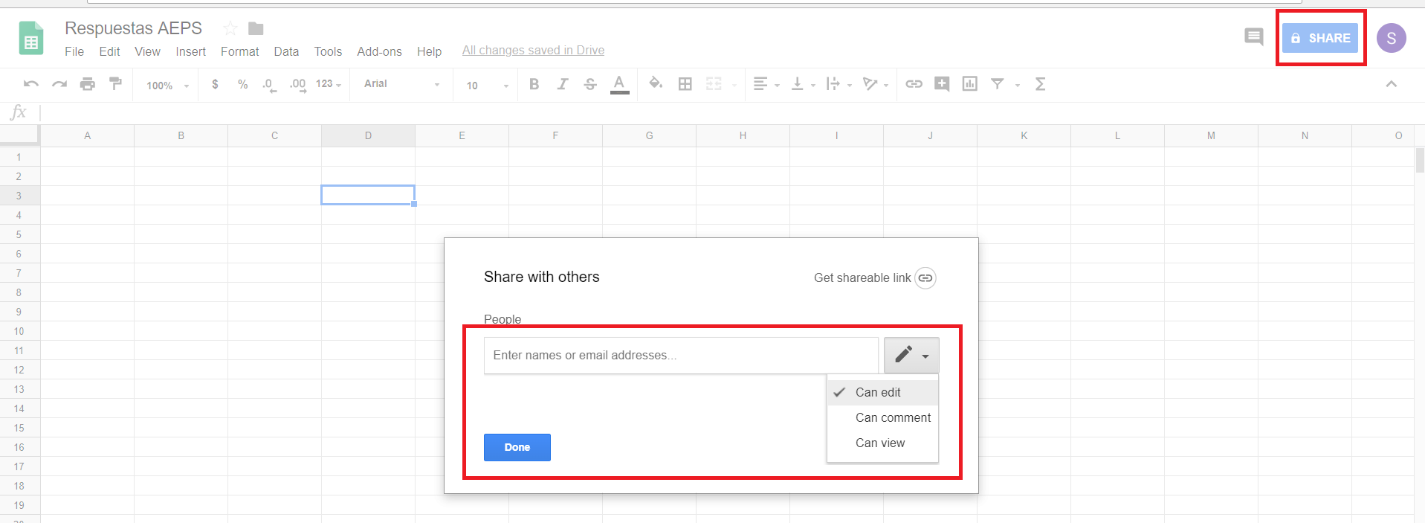 Respuestas AEPS
File Edit View Insert Format Data Tools Add-ons Help All changes saved in Drive
SHARE
S
100% $ % .0 .00 123 Arial 10 B I S A Σ
fx
A B C D E F G H I J K L M N O
1
2
3
4
5
6
7
8
9
10
11
12
13
14
15
16
17
18
19
20
Share with others
Get shareable link
People
Enter names or email addresses...
Can edit
Can comment
Can view
Done